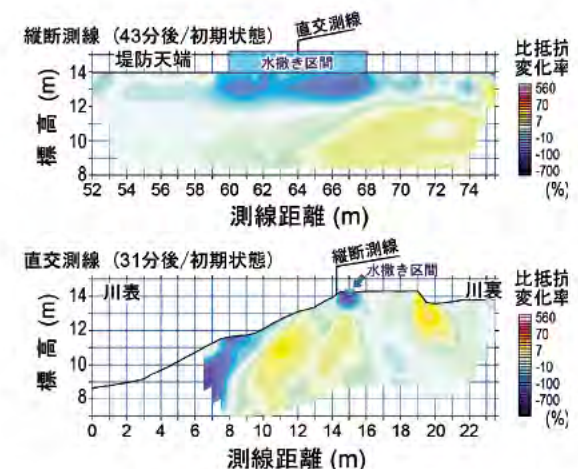 直交測線
縦断測線（43分後/初期状態）
堤防天端
水撒き区間
比抵抗
変化率
560
70
7
-10
-100
-700
(%)
標高 (m)
14
12
10
8
52 54 56 58 60 62 64 66 68 70 72 74
測線距離 (m)
縦断測線
直交測線（31分後/初期状態）
水撒き区間
川表
川裏
比抵抗
変化率
560
70
7
-10
-100
-700
(%)
標高 (m)
14
12
10
8
0 2 4 6 8 10 12 14 16 18 20 22
測線距離 (m)